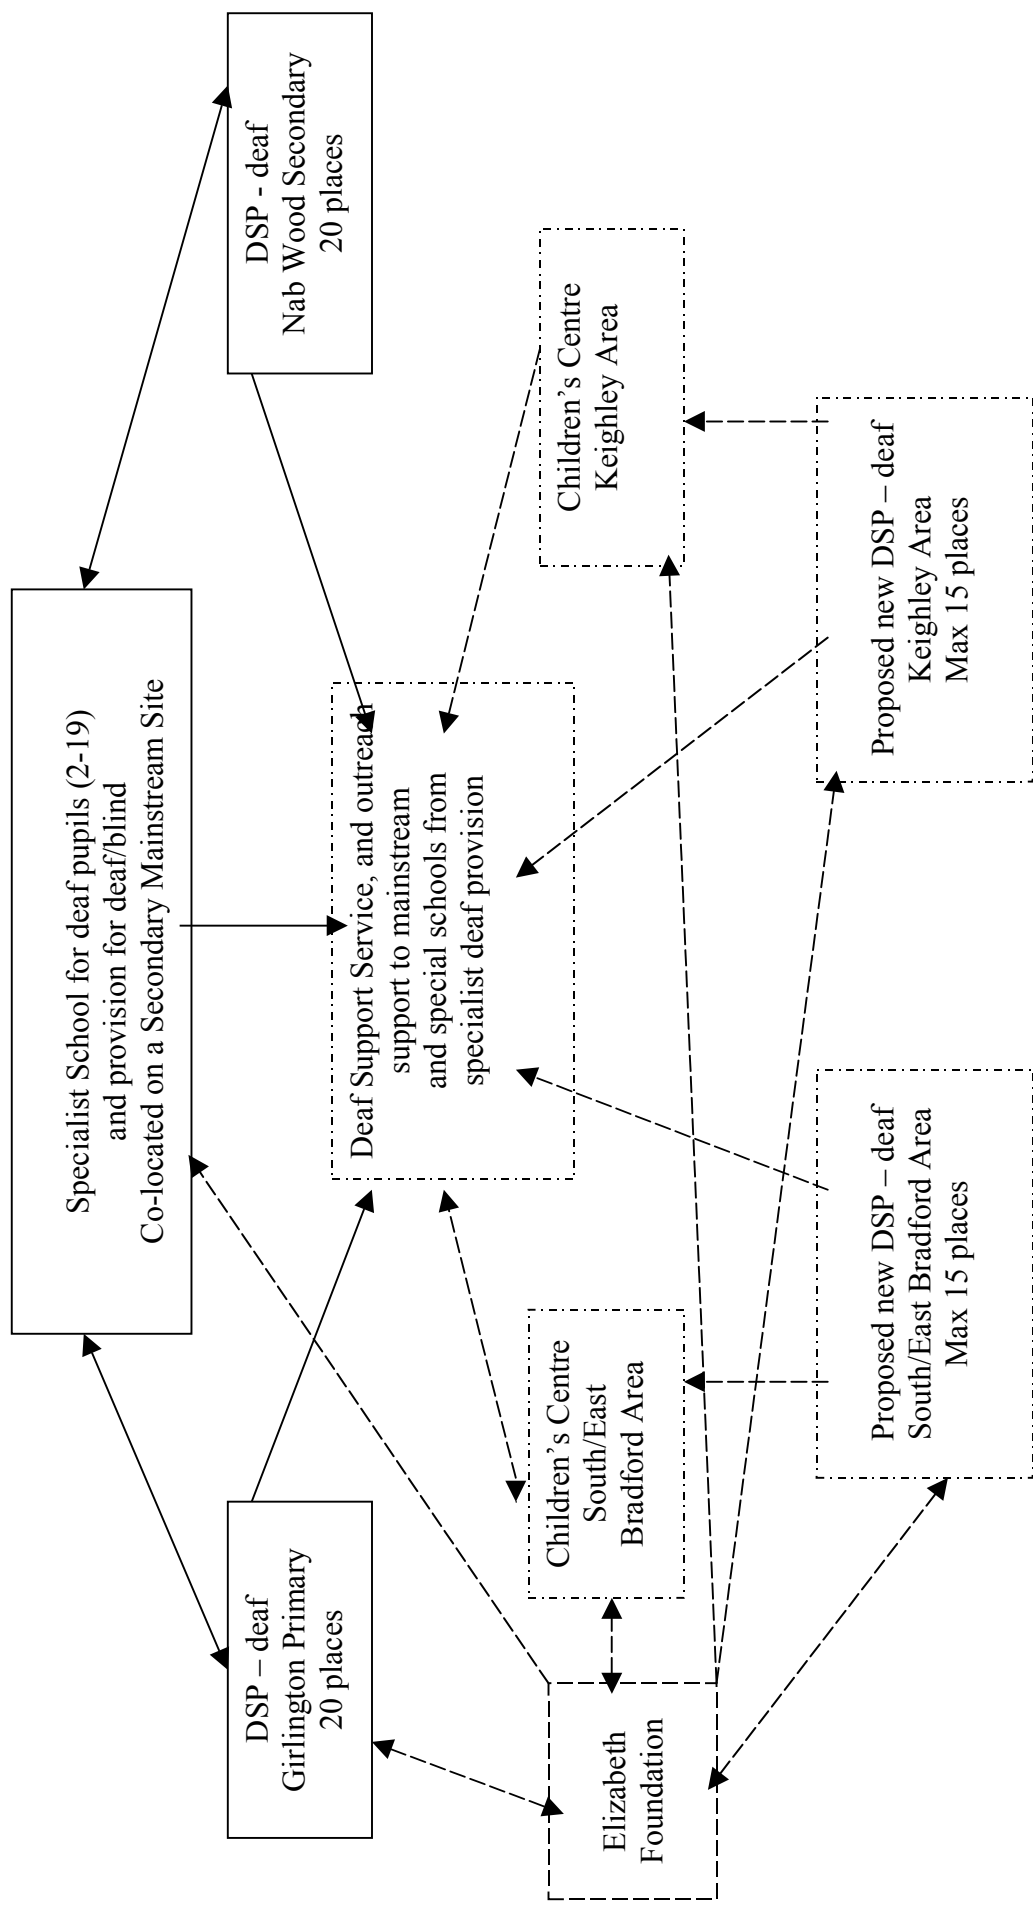 Specialist School for deaf pupils (2-19)
and provision for deaf/blind
Co-located on a Secondary Mainstream Site
DSP – deaf
Girlington Primary
20 places
DSP - deaf
Nab Wood Secondary
20 places
Deaf Support Service, and outreach
support to mainstream
and special schools from
specialist deaf provision
Elizabeth
Foundation
Children’s Centre
South/East
Bradford Area
Children’s Centre
Keighley Area
Proposed new DSP – deaf
South/East Bradford Area
Max 15 places
Proposed new DSP – deaf
Keighley Area
Max 15 places